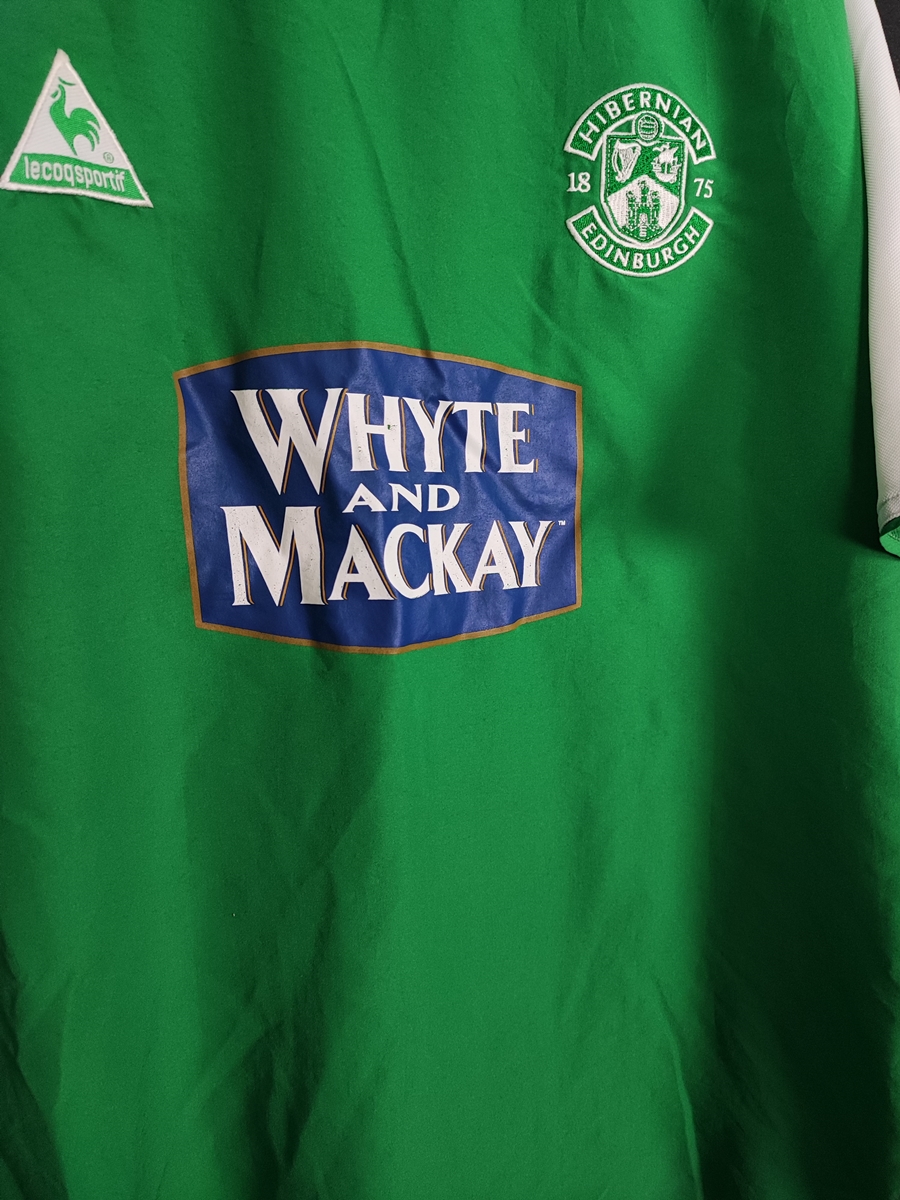 lecoqsportif ®
HIBERNIAN
18 75
EDINBURGH
WHYTE
AND
MACKAY™